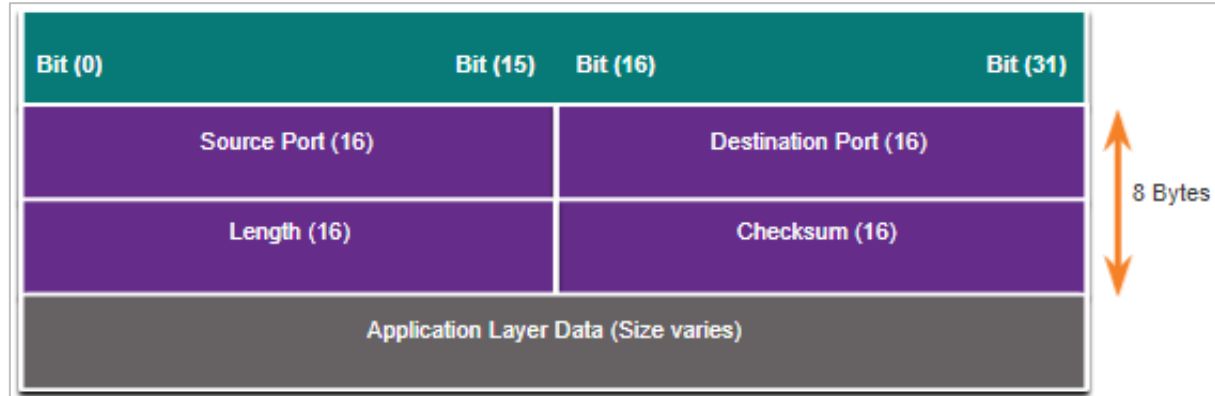 Bit (0) Bit (15) Bit (16) Bit (31)
Source Port (16) Destination Port (16)
8 Bytes
Length (16) Checksum (16)
Application Layer Data (Size varies)